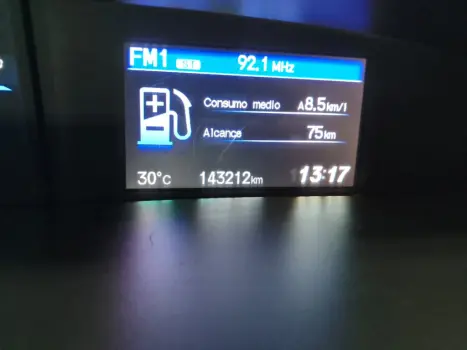 FM1 92.1 MHz
Consumo medio A8.5km/l
Alcance 75km
30°C 143212km 13:17